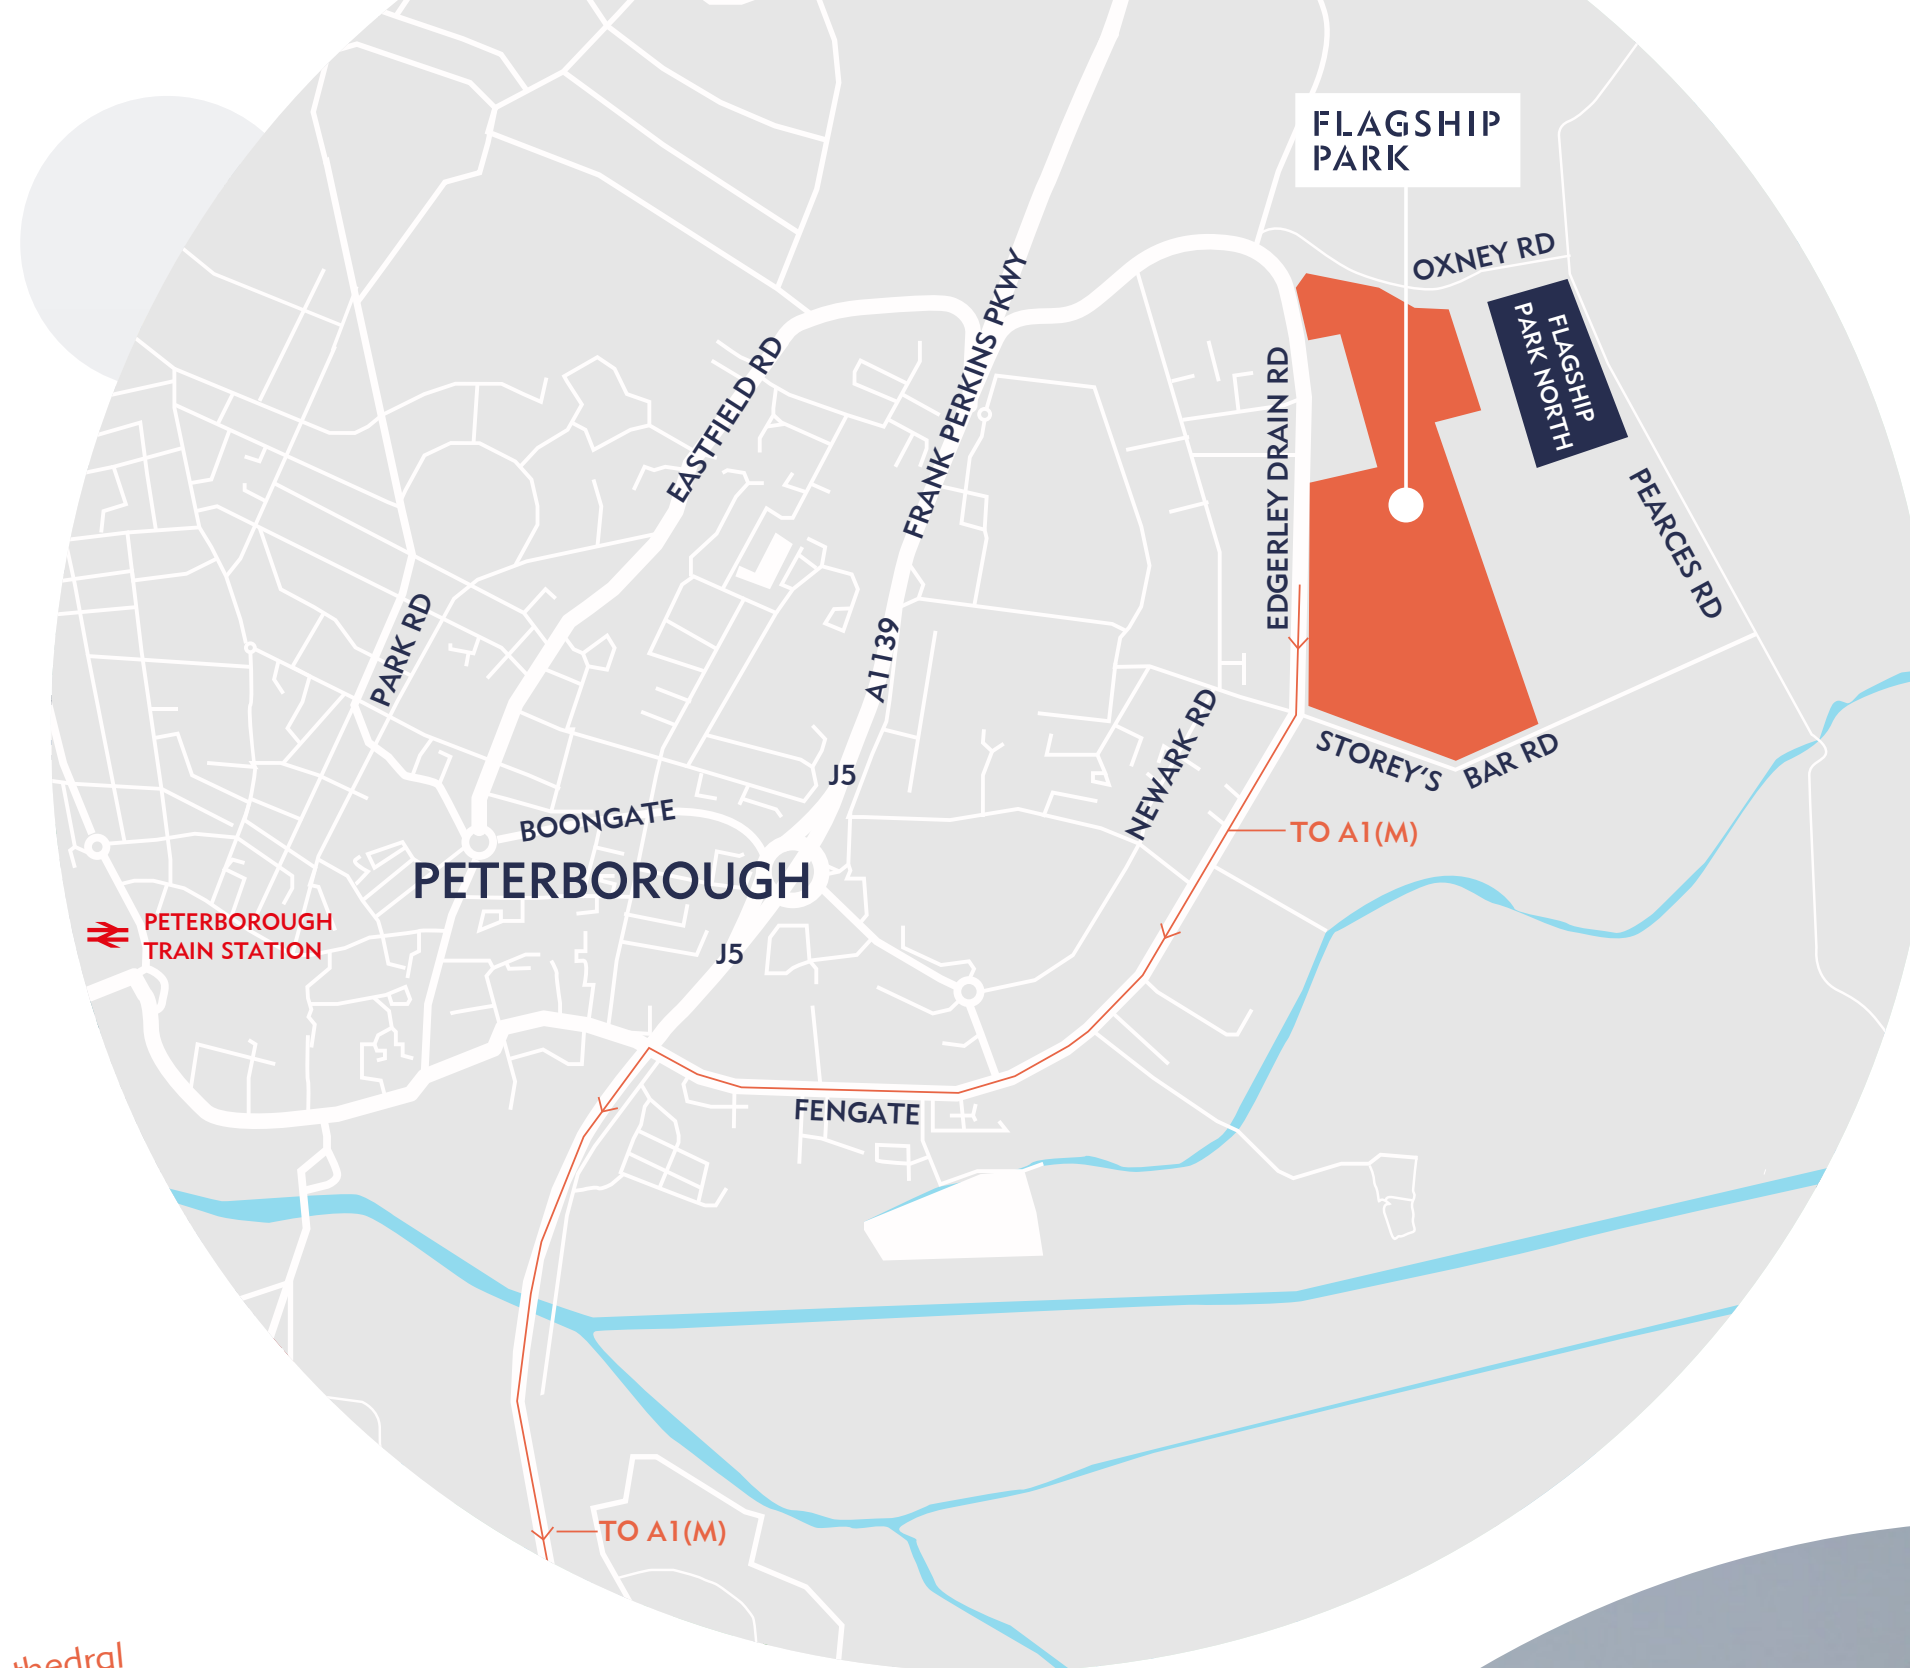 FLAGSHIP
PARK
OXNEY RD
FLAGSHIP
PARK NORTH
FRANK PERKINS PKWY
EASTFIELD RD
EDGERLEY DRAIN RD
PEARCES RD
PARK RD
A1139
NEWARK RD
STOREY'S BAR RD
J5
BOONGATE
TO A1(M)
PETERBOROUGH
PETERBOROUGH
TRAIN STATION
J5
FENGATE
TO A1(M)
thedral